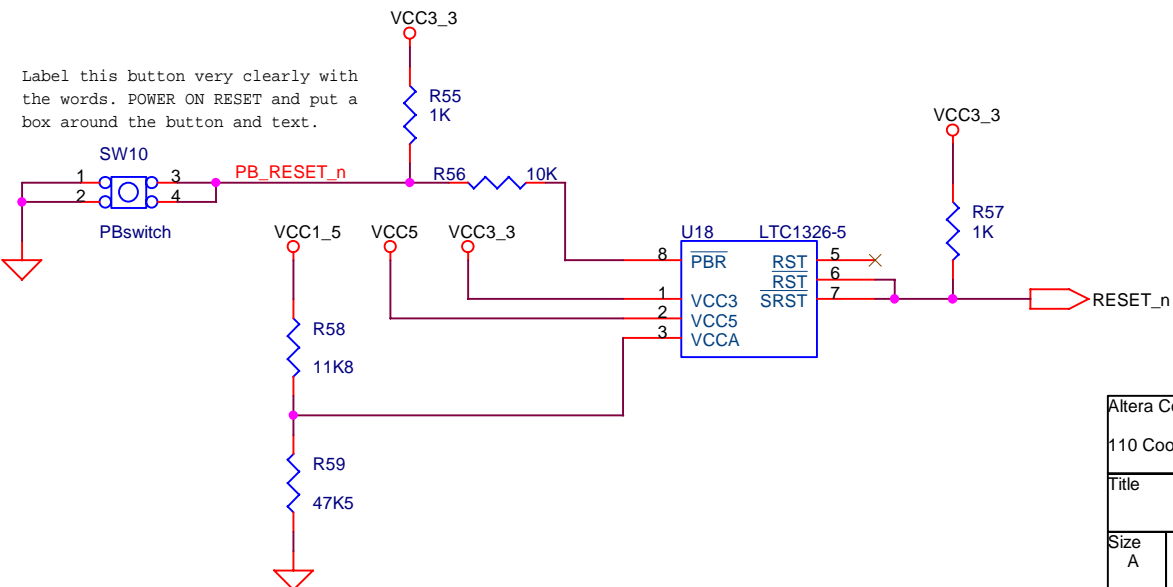 VCC3_3
Label this button very clearly with
the words. POWER ON RESET and put a
box around the button and text.
R55
1K
VCC3_3
SW10
1
3
PB_RESET_n
R56
10K
2
4
R57
1K
PBswitch
VCC1_5
VCC5
VCC3_3
U18
LTC1326-5
8
PBR
RST
5
RST
6
1
VCC3
SRST
7
RESET_n
2
VCC5
3
VCCA
R58
11K8
R59
47K5
Altera Co
110 Coo
Title
Size
A